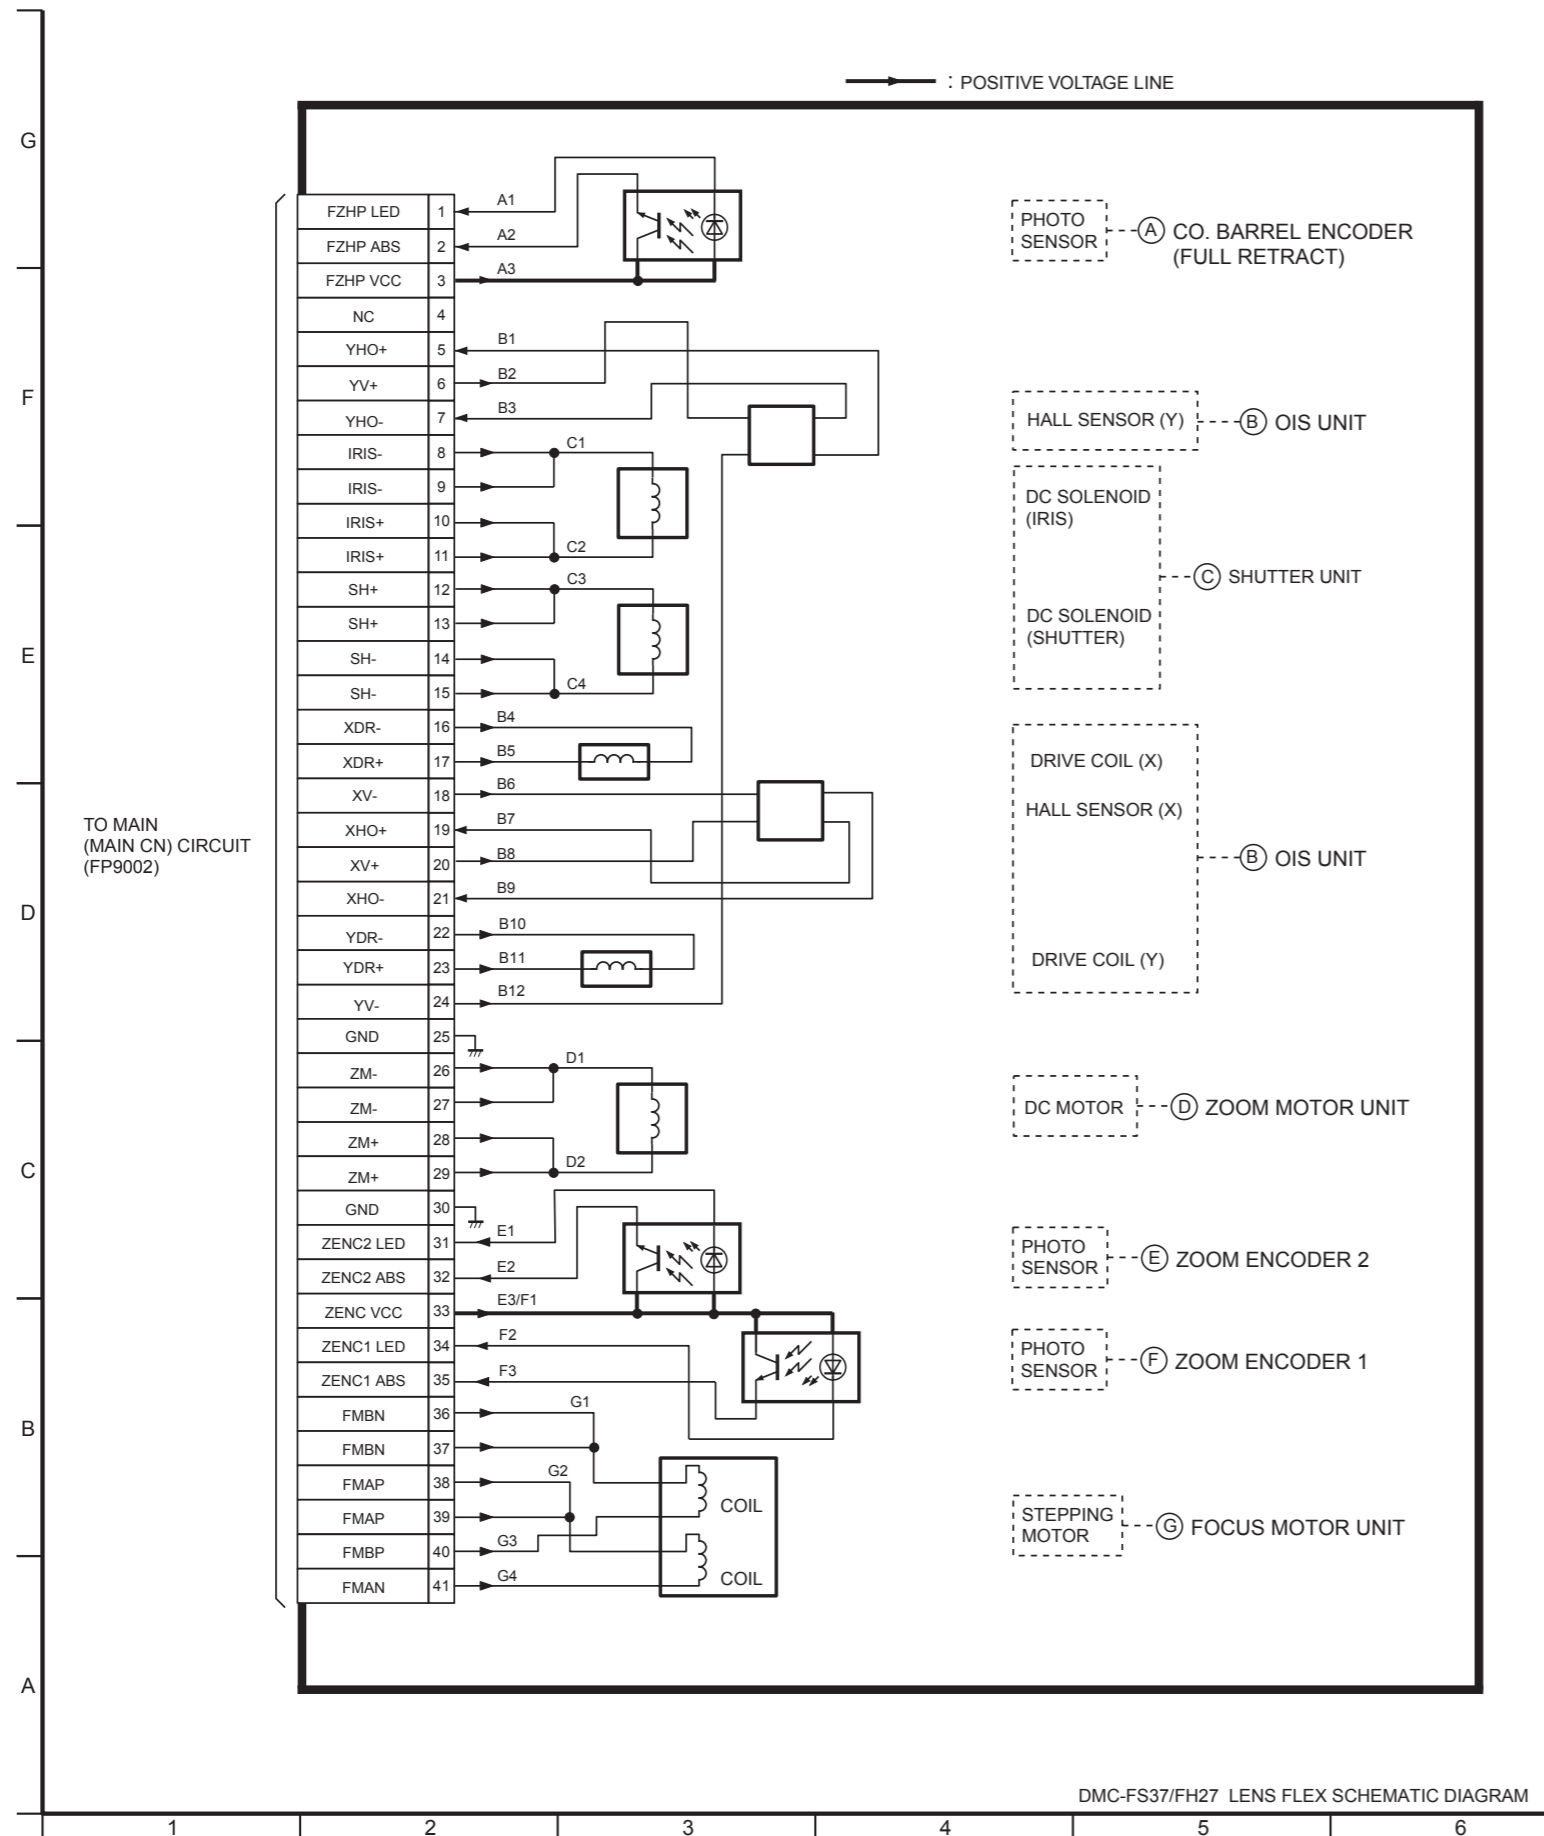 : POSITIVE VOLTAGE LINE
G
F
E
D
C
B
A
TO MAIN
(MAIN CN) CIRCUIT
(FP9002)
FZHP LED 1 A1
FZHP ABS 2 A2
FZHP VCC 3 A3
NC 4
YHO+ 5 B1
YV+ 6 B2
YHO- 7 B3
IRIS- 8 C1
IRIS- 9
IRIS+ 10
IRIS+ 11 C2
SH+ 12 C3
SH+ 13
SH- 14
SH- 15 C4
XDR- 16 B4
XDR+ 17 B5
XV- 18 B6
XHO+ 19 B7
XV+ 20 B8
XHO- 21 B9
YDR- 22 B10
YDR+ 23 B11
YV- 24 B12
GND 25
ZM- 26 D1
ZM- 27
ZM+ 28
ZM+ 29 D2
GND 30
ZENC2 LED 31 E1
ZENC2 ABS 32 E2
ZENC VCC 33 E3/F1
ZENC1 LED 34 F2
ZENC1 ABS 35 F3
FMBN 36 G1
FMBN 37
FMAP 38 G2
FMAP 39
FMBP 40 G3
FMAN 41 G4
COIL
COIL
PHOTO
SENSOR
A CO. BARREL ENCODER
(FULL RETRACT)
HALL SENSOR (Y)
B OIS UNIT
DC SOLENOID
(IRIS)
DC SOLENOID
(SHUTTER)
C SHUTTER UNIT
DRIVE COIL (X)
HALL SENSOR (X)
DRIVE COIL (Y)
B OIS UNIT
DC MOTOR
D ZOOM MOTOR UNIT
PHOTO
SENSOR
E ZOOM ENCODER 2
PHOTO
SENSOR
F ZOOM ENCODER 1
STEPPING
MOTOR
G FOCUS MOTOR UNIT
DMC-FS37/FH27 LENS FLEX SCHEMATIC DIAGRAM
1 2 3 4 5 6